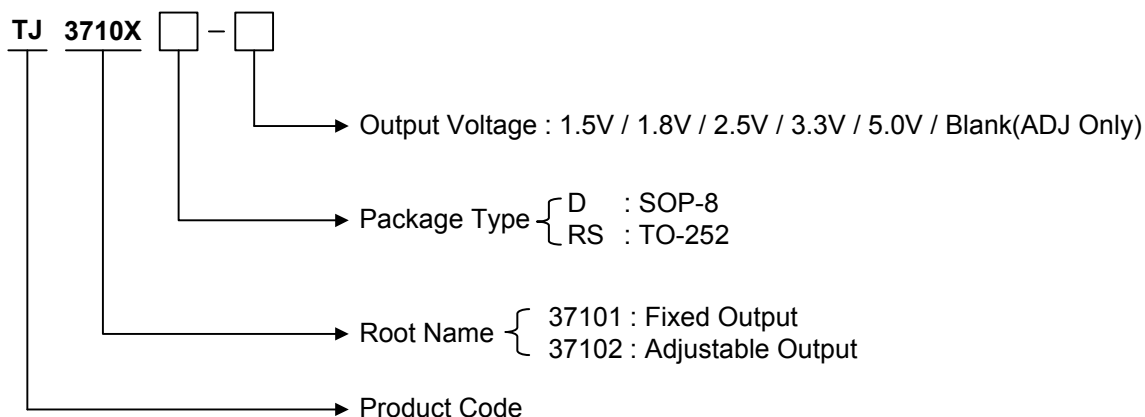 TJ 3710X –
Output Voltage : 1.5V / 1.8V / 2.5V / 3.3V / 5.0V / Blank(ADJ Only)
Package Type
D : SOP-8
RS : TO-252
Root Name
37101 : Fixed Output
37102 : Adjustable Output
Product Code